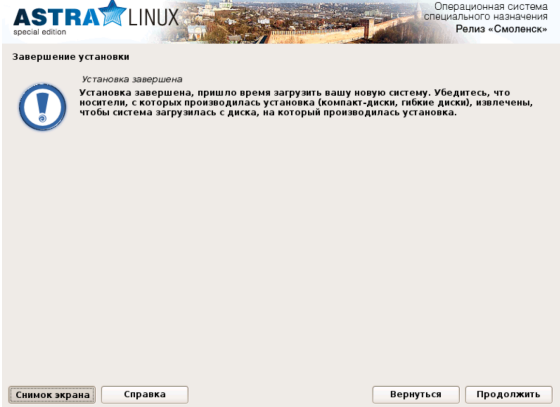 ASTRA LINUX
special edition
Операционная система
специального назначения
Релиз «Смоленск»
Завершение установки
Установка завершена
Установка завершена, пришло время загрузить вашу новую систему. Убедитесь, что
носители, с которых производилась установка (компакт-диски, гибкие диски), извлечены,
чтобы система загрузилась с диска, на который производилась установка.
Снимок экрана
Справка
Вернуться
Продолжить